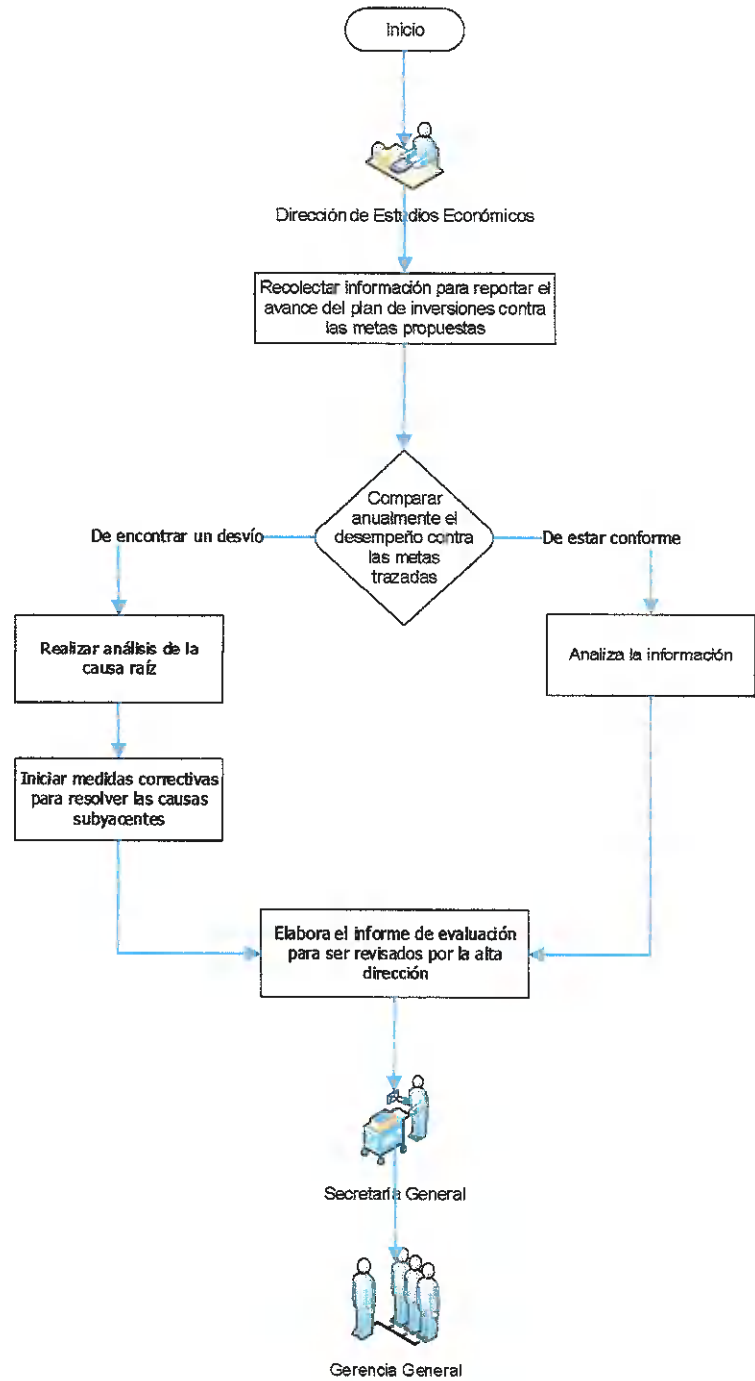 Inicio
Dirección de Estudios Económicos
Recolectar información para reportar el
avance del plan de inversiones contra
las metas propuestas
Comparar
anualmente el
desempeño contra
las metas
trazadas
De encontrar un desvío
De estar conforme
Realizar análisis de la
causa raíz
Analiza la información
Iniciar medidas correctivas
para resolver las causas
subyacentes
Elabora el informe de evaluación
para ser revisados por la alta
dirección
Secretaría General
Gerencia General